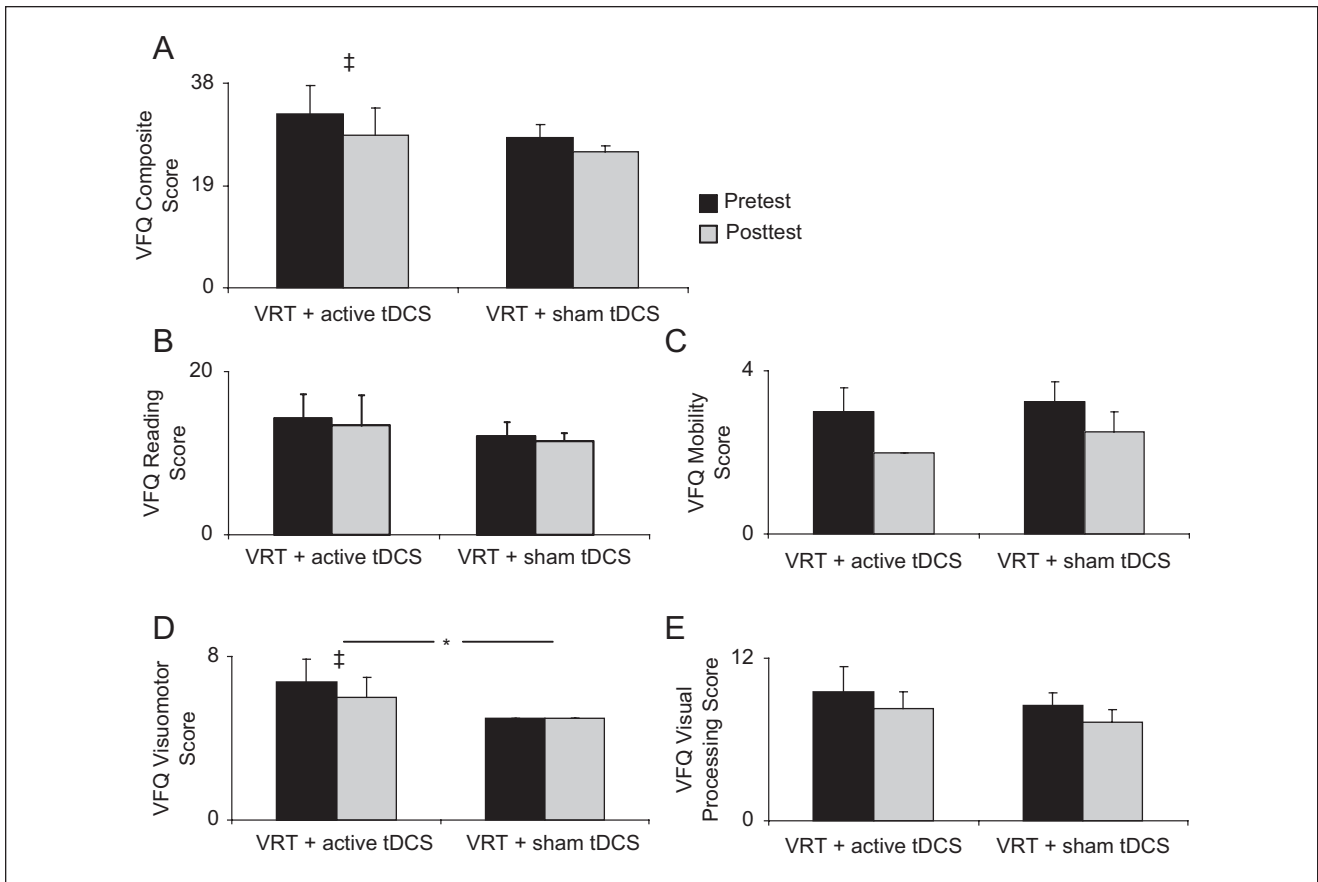 A
‡
38
19
0
VFQ Composite
Score
VRT + active tDCS
VRT + sham tDCS
Pretest
Posttest
B
20
0
VFQ Reading
Score
VRT + active tDCS
VRT + sham tDCS
C
4
0
VFQ Mobility
Score
VRT + active tDCS
VRT + sham tDCS
D
*
‡
8
0
VFQ Visuomotor
Score
VRT + active tDCS
VRT + sham tDCS
E
12
0
VFQ Visual
Processing Score
VRT + active tDCS
VRT + sham tDCS